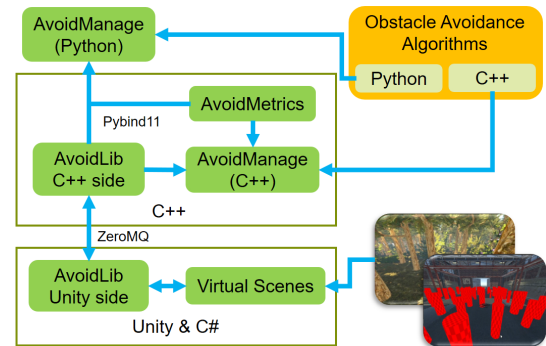 AvoidManage
(Python)
Obstacle Avoidance
Algorithms
Python
C++
AvoidMetrics
Pybind11
AvoidLib
C++ side
AvoidManage
(C++)
C++
ZeroMQ
AvoidLib
Unity side
Virtual Scenes
Unity & C#